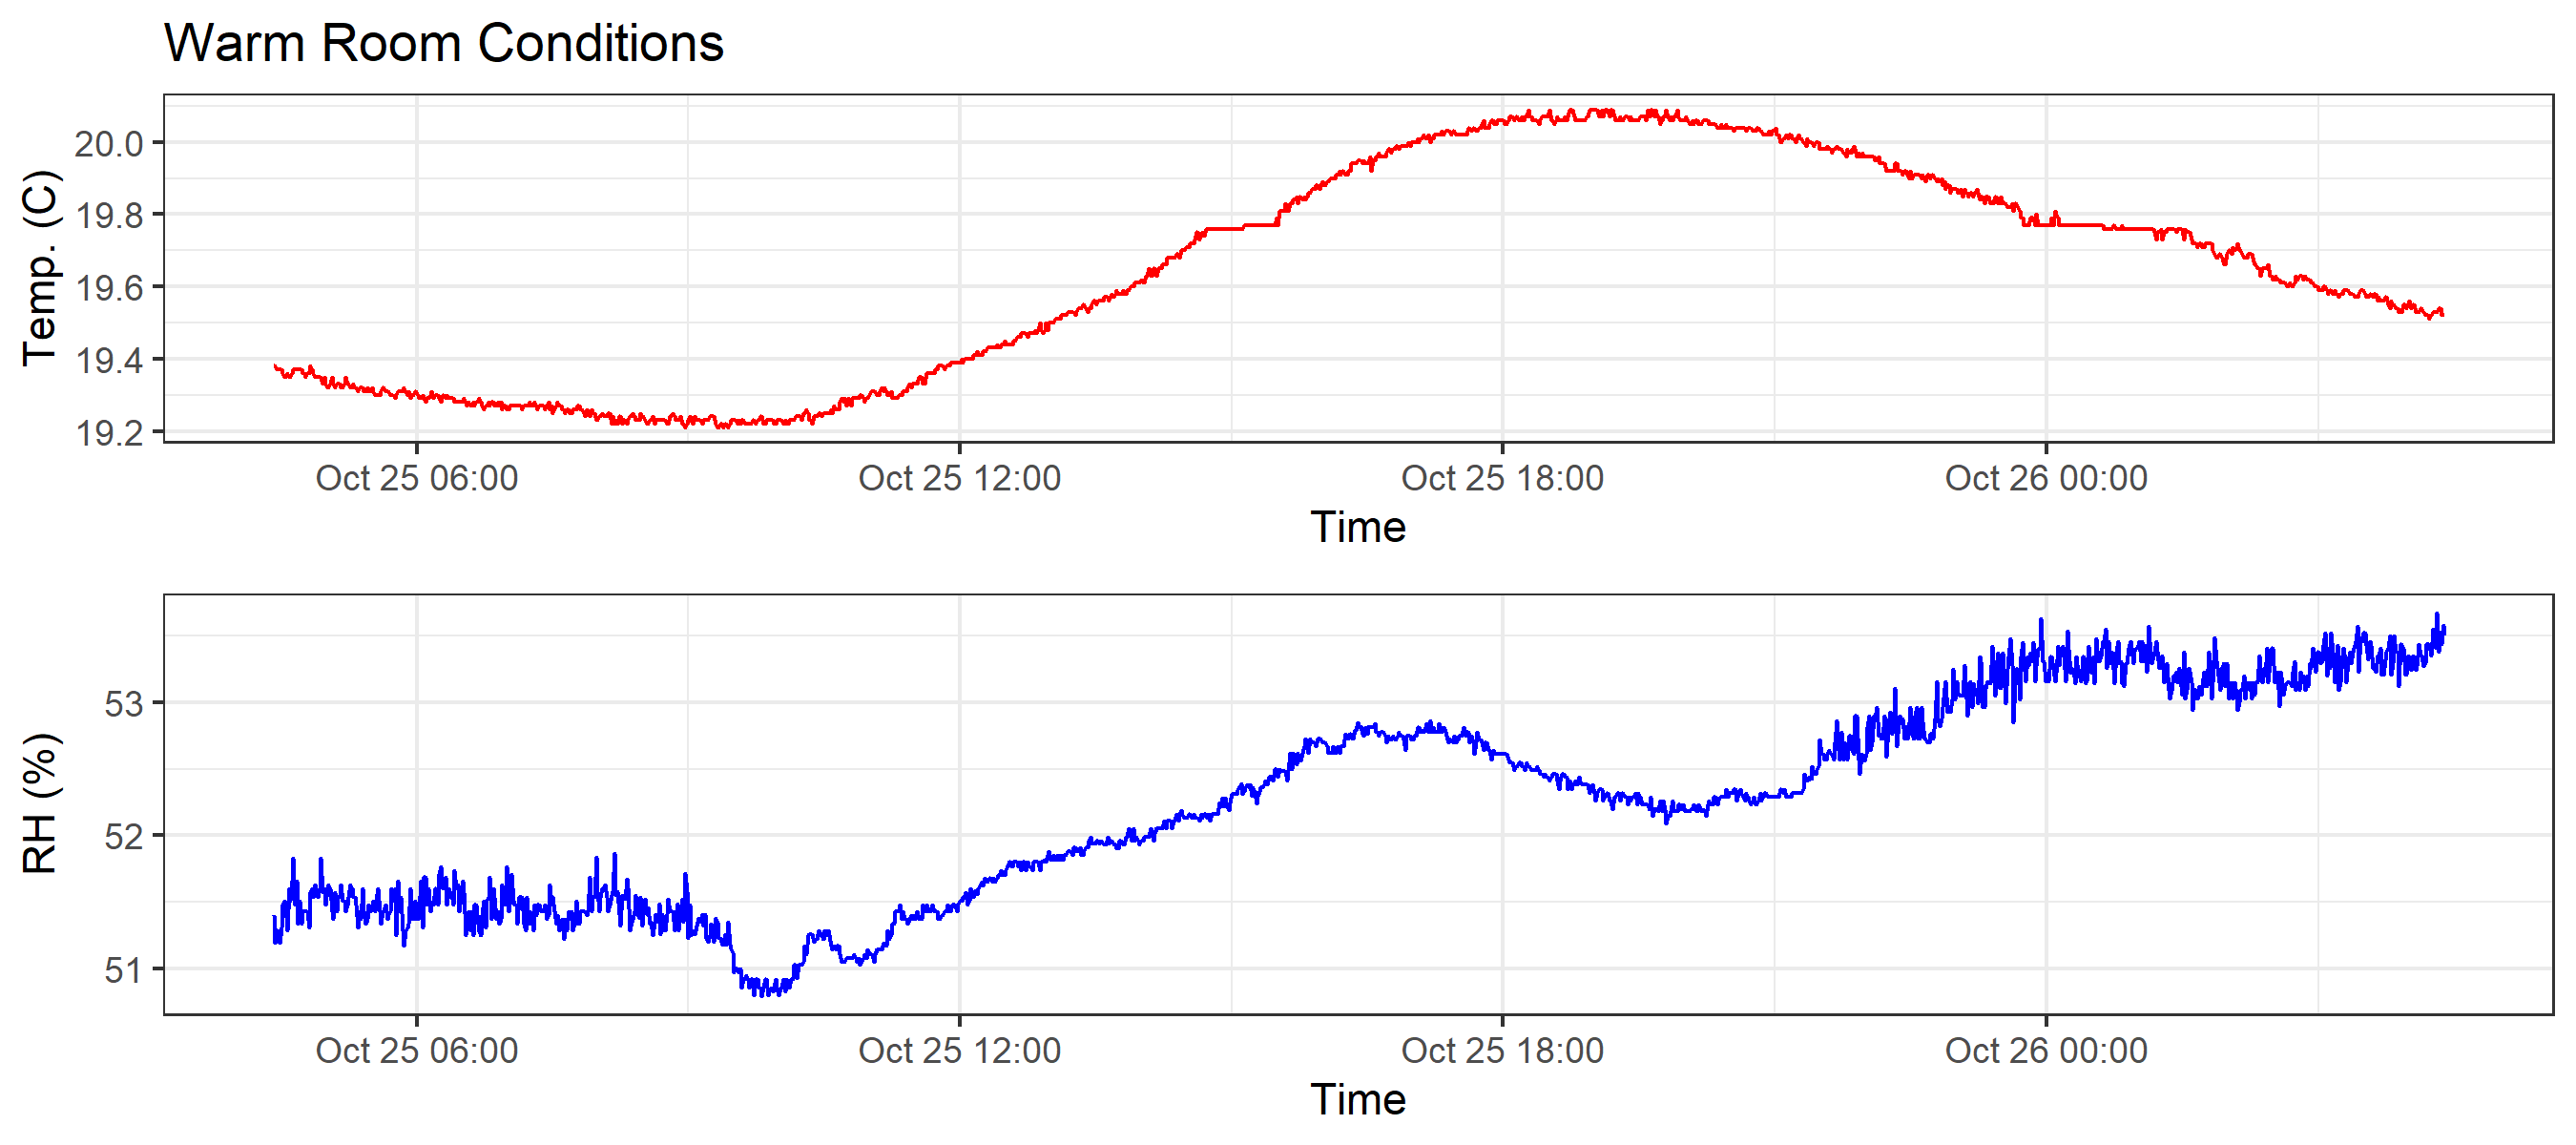 Warm Room Conditions
Temp. (C)
20.0
19.8
19.6
19.4
19.2
Oct 25 06:00 Oct 25 12:00 Oct 25 18:00 Oct 26 00:00
Time
RH (%)
53
52
51
Oct 25 06:00 Oct 25 12:00 Oct 25 18:00 Oct 26 00:00
Time